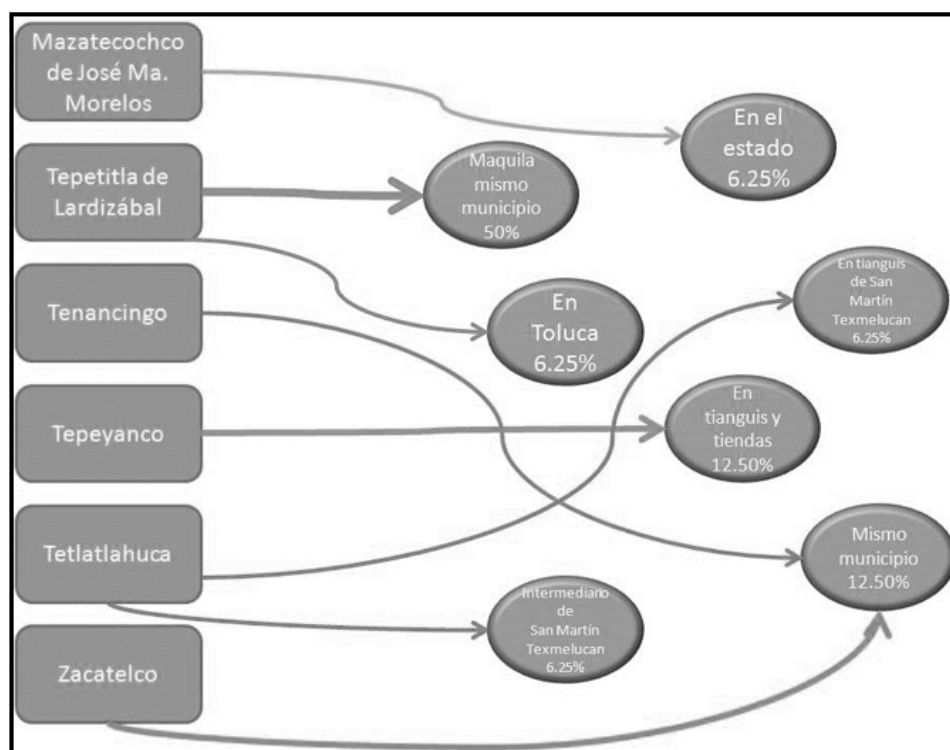 Mazatecochco
de José Ma.
Morelos
Tepetitla de
Lardizábal
Tenancingo
Tepeyanco
Tetlatlahuca
Zacatelco
En el
estado
6.25%
Maquila
mismo
municipio
50%
En tianguis
de San
Martín
Texmelucan
6.25%
En
Toluca
6.25%
En
tianguis y
tiendas
12.50%
Mismo
municipio
12.50%
Intermediario
de
San Martín
Texmelucan
6.25%